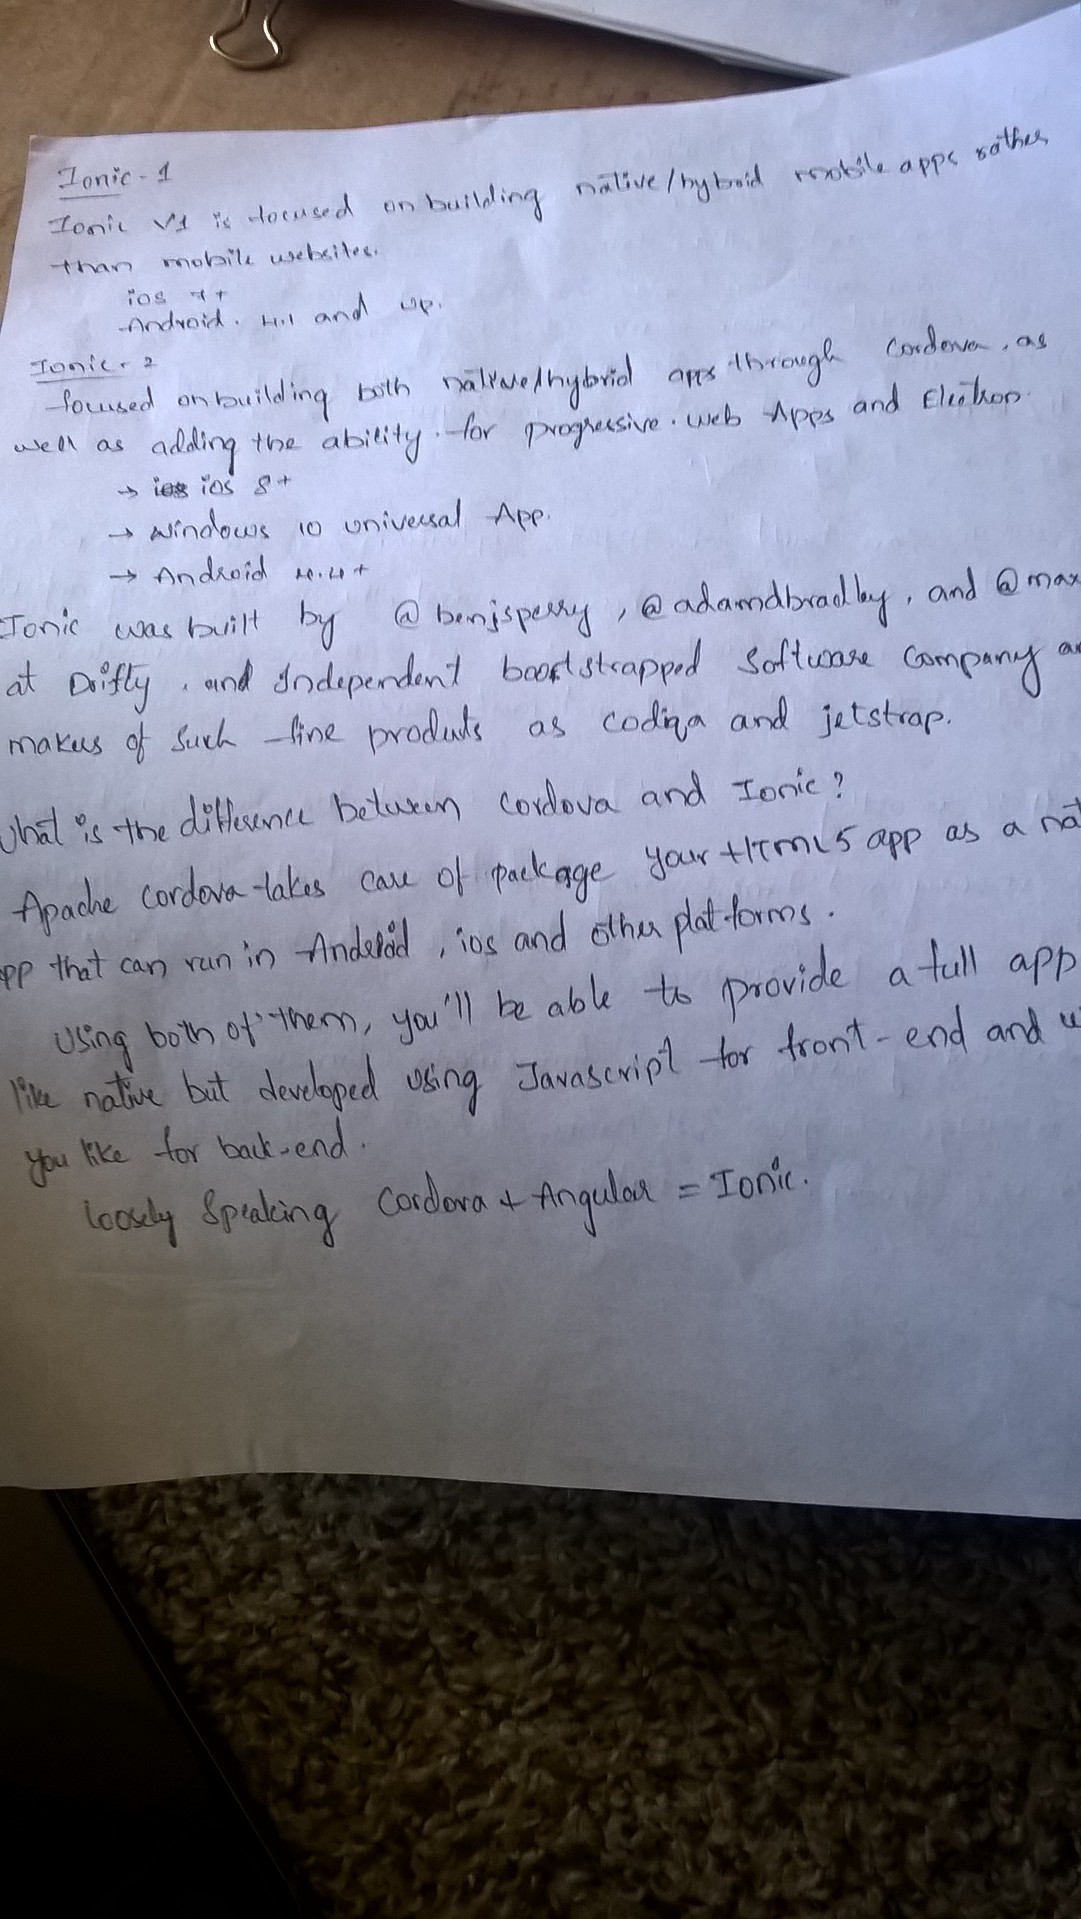 Ionic - 1
Ionic V1 is focused on building native/hybrid mobile apps rather
than mobile websites.
ios 7+
Android. 4.1 and up.
Ionic - 2
focused on building both native/hybrid apps through Cordova, as
well as adding the ability. for progressive. web Apps and Electron.
→ ios 8+
→ Windows 10 universal App.
→ Android 4.4+
Ionic was built by @benjsperry, @adamdbradley, and @max
at Drifty, and Independent bootstrapped Software Company
makers of Such fine products as codiqa and jetstrap.
What is the difference between Cordova and Ionic?
Apache Cordova takes care of package your HTML5 app as a nat
pp that can run in Android, ios and other platforms.
Using both of them, you'll be able to provide a full app
like native but developed using Javascript for front-end and
you like for back-end.
loosely Speaking Cordova + Angular = Ionic.